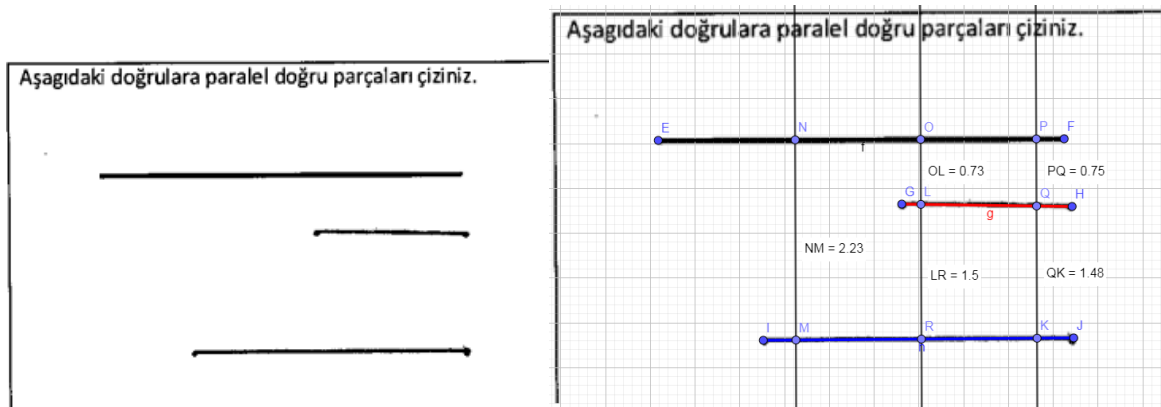 Aşagıdaki doğrulara paralel doğru parçaları çiziniz.
Aşagıdaki doğrulara paralel doğru parçaları çiziniz.
E N O P F
f
OL = 0.73 PQ = 0.75
G L Q H
g
NM = 2.23
LR = 1.5 QK = 1.48
I M R K J
h